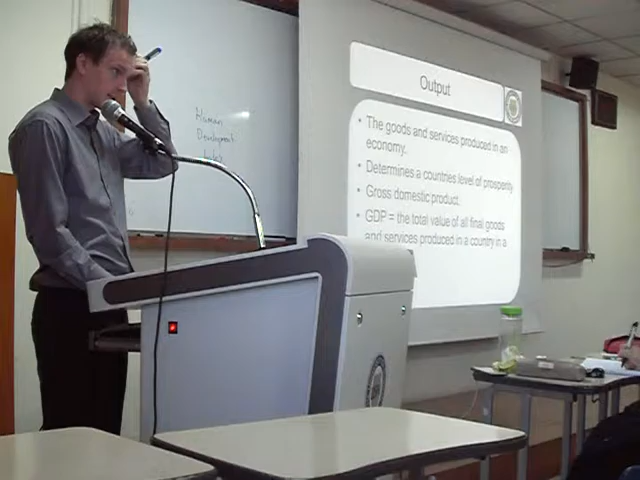 Human
Development
Output
• The goods and services produced in an
economy.
• Determines a countries level of prosperity
• Gross domestic product.
• GDP = the total value of all final goods
and services produced in a country in a